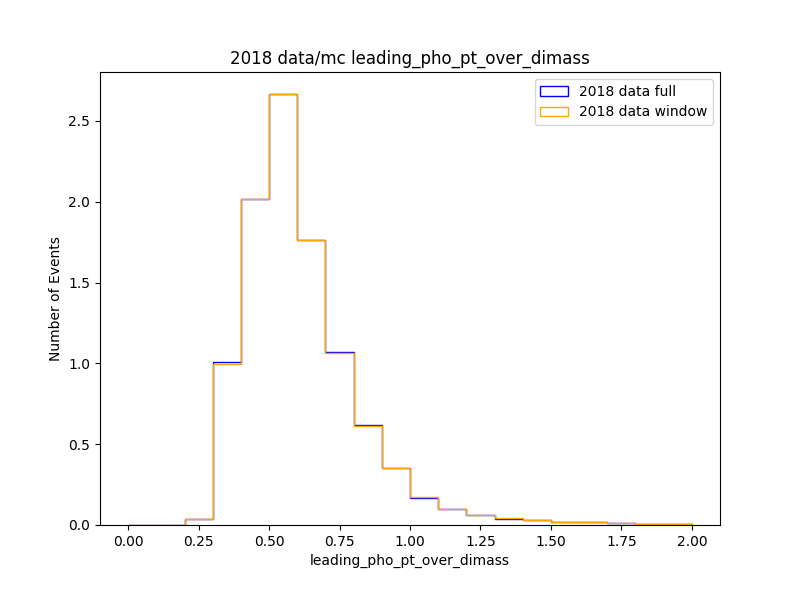 2018 data/mc leading_pho_pt_over_dimass
2018 data full
2018 data window
Number of Events
2.5
2.0
1.5
1.0
0.5
0.0
0.00 0.25 0.50 0.75 1.00 1.25 1.50 1.75 2.00
leading_pho_pt_over_dimass